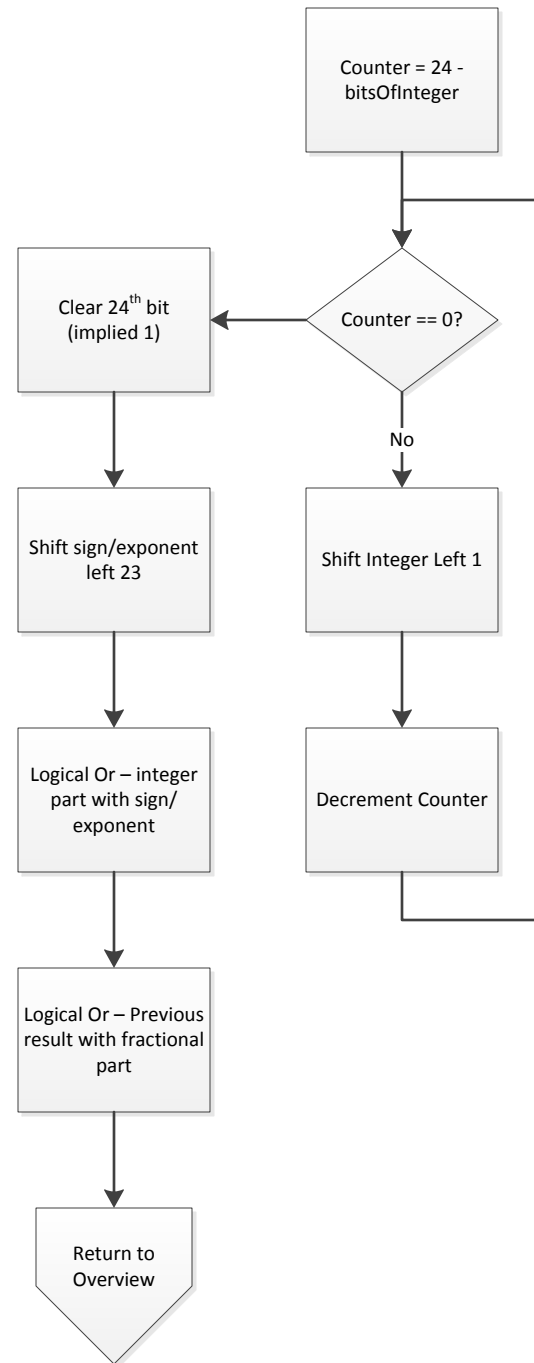 Counter = 24 -
bitsOfInteger
Counter == 0?
No
Shift Integer Left 1
Decrement Counter
Clear 24th bit
(implied 1)
Shift sign/exponent
left 23
Logical Or – integer
part with sign/
exponent
Logical Or – Previous
result with fractional
part
Return to
Overview